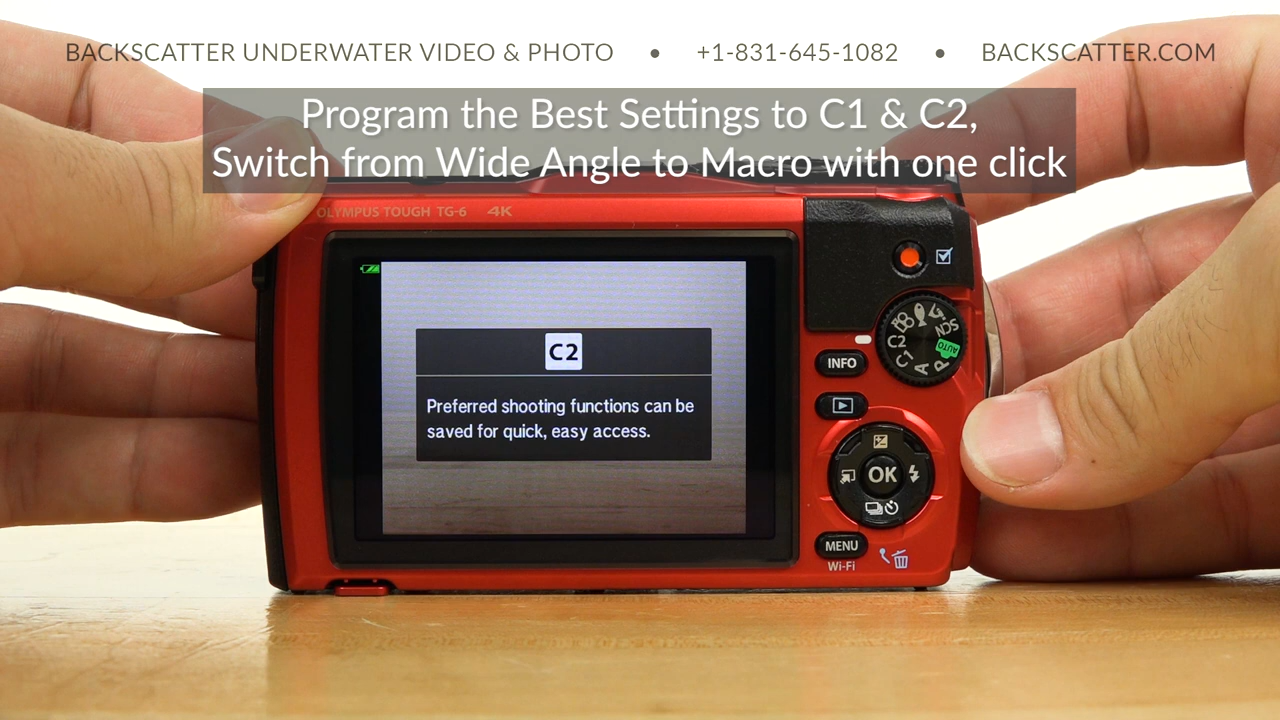 BACKSCATTER UNDERWATER VIDEO & PHOTO • +1-831-645-1082 • BACKSCATTER.COM
Program the Best Settings to C1 & C2,
Switch from Wide Angle to Macro with one click
OLYMPUS TOUGH TG-6 4K
C2
Preferred shooting functions can be
saved for quick, easy access.
SCN
AUTO
P
A
C1
C2
INFO
OK
MENU
Wi-Fi